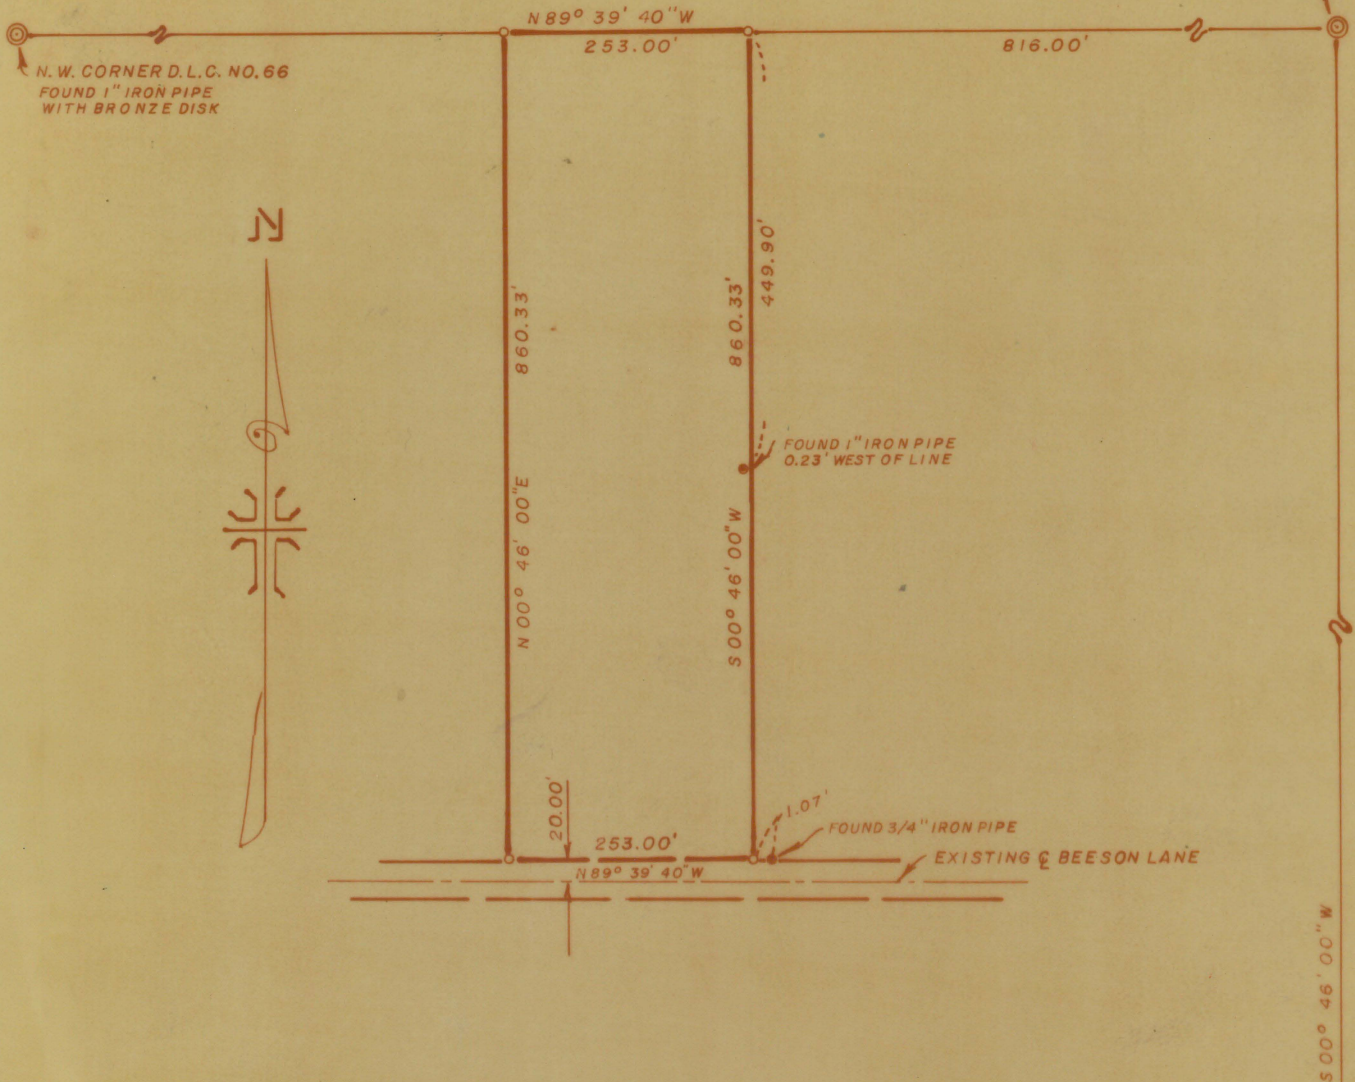 N 89° 39' 40" W
253.00'
816.00'
N. W. CORNER D. L. C. NO. 66
FOUND 1" IRON PIPE
WITH BRONZE DISK
N
860.33'
N 00° 46' 00" E
449.90'
860.33'
S 00° 46' 00" W
FOUND 1" IRON PIPE
0.23' WEST OF LINE
20.00'
253.00'
N 89° 39' 40" W
1.07'
FOUND 3/4" IRON PIPE
EXISTING ℄ BEESON LANE
S 00° 46' 00" W